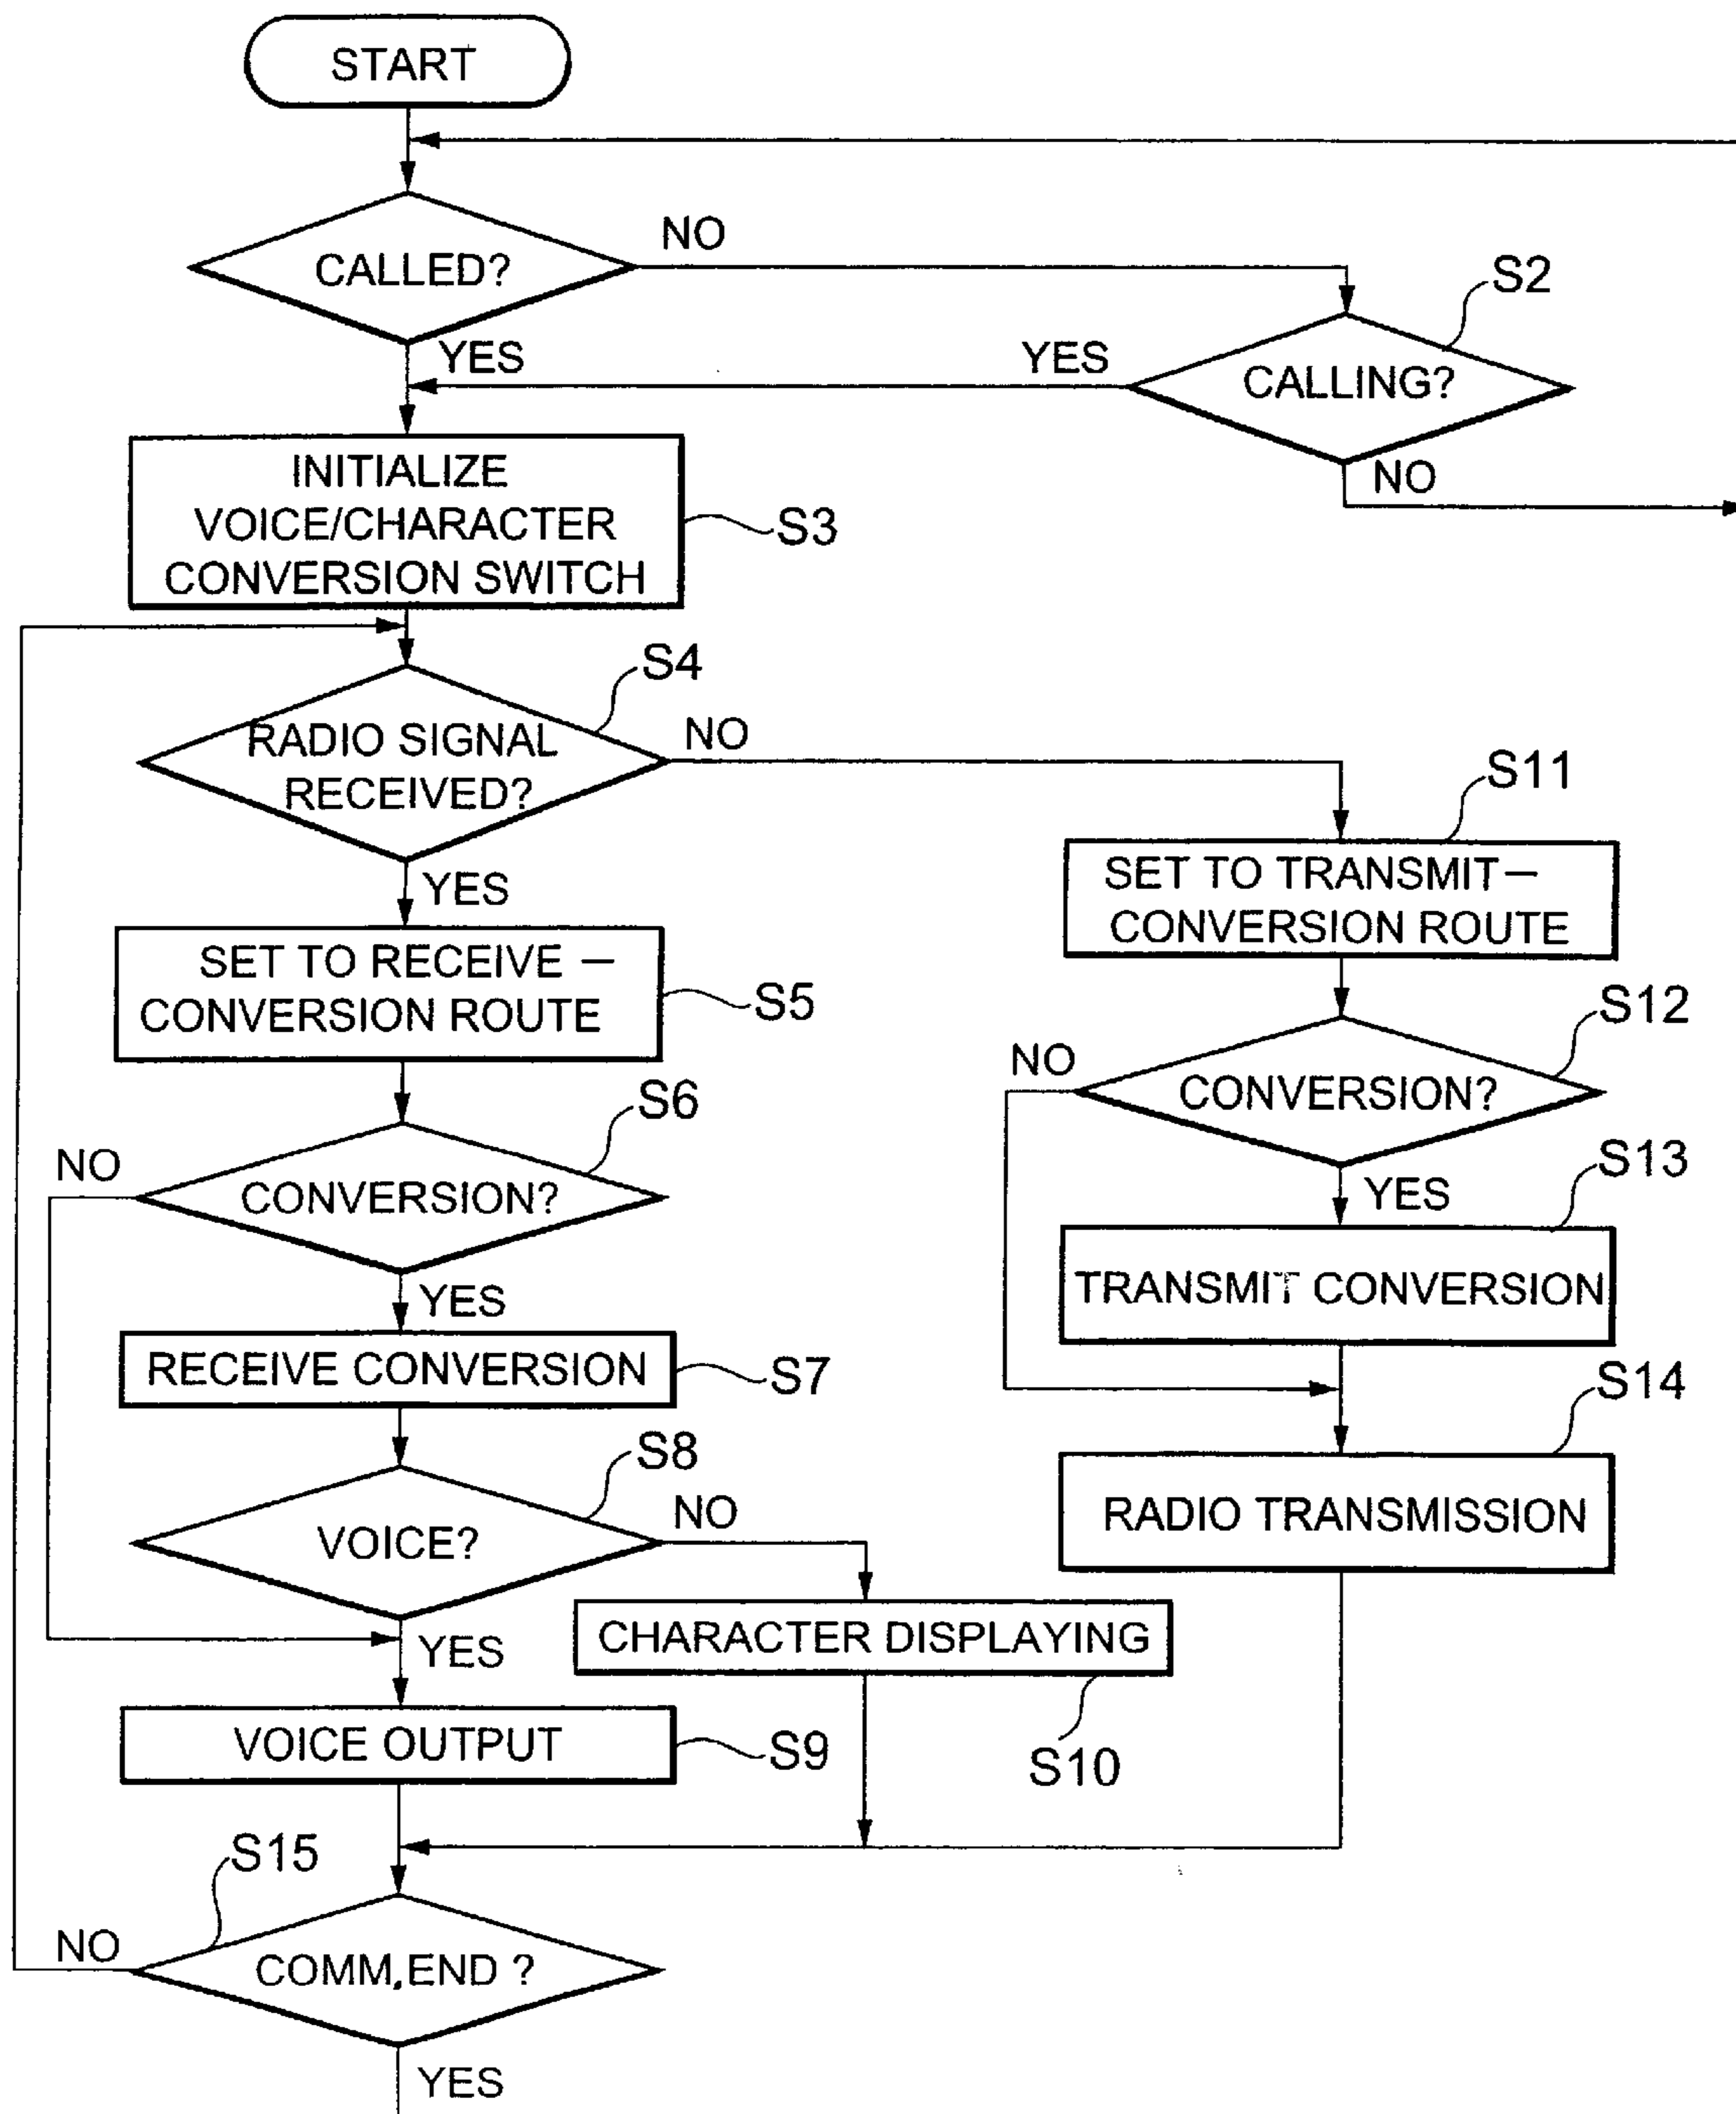 START
CALLED?
NO
S2
YES
YES
CALLING?
NO
INITIALIZE
VOICE/CHARACTER
CONVERSION SWITCH
S3
S4
RADIO SIGNAL
RECEIVED?
NO
YES
S11
SET TO TRANSMIT—
CONVERSION ROUTE
SET TO RECEIVE —
CONVERSION ROUTE
S5
S12
NO
CONVERSION?
S6
NO
CONVERSION?
YES
S13
YES
TRANSMIT CONVERSION
RECEIVE CONVERSION
S7
S14
S8
VOICE?
NO
RADIO TRANSMISSION
YES
CHARACTER DISPLAYING
VOICE OUTPUT
S9
S10
S15
NO
COMM,END ?
YES